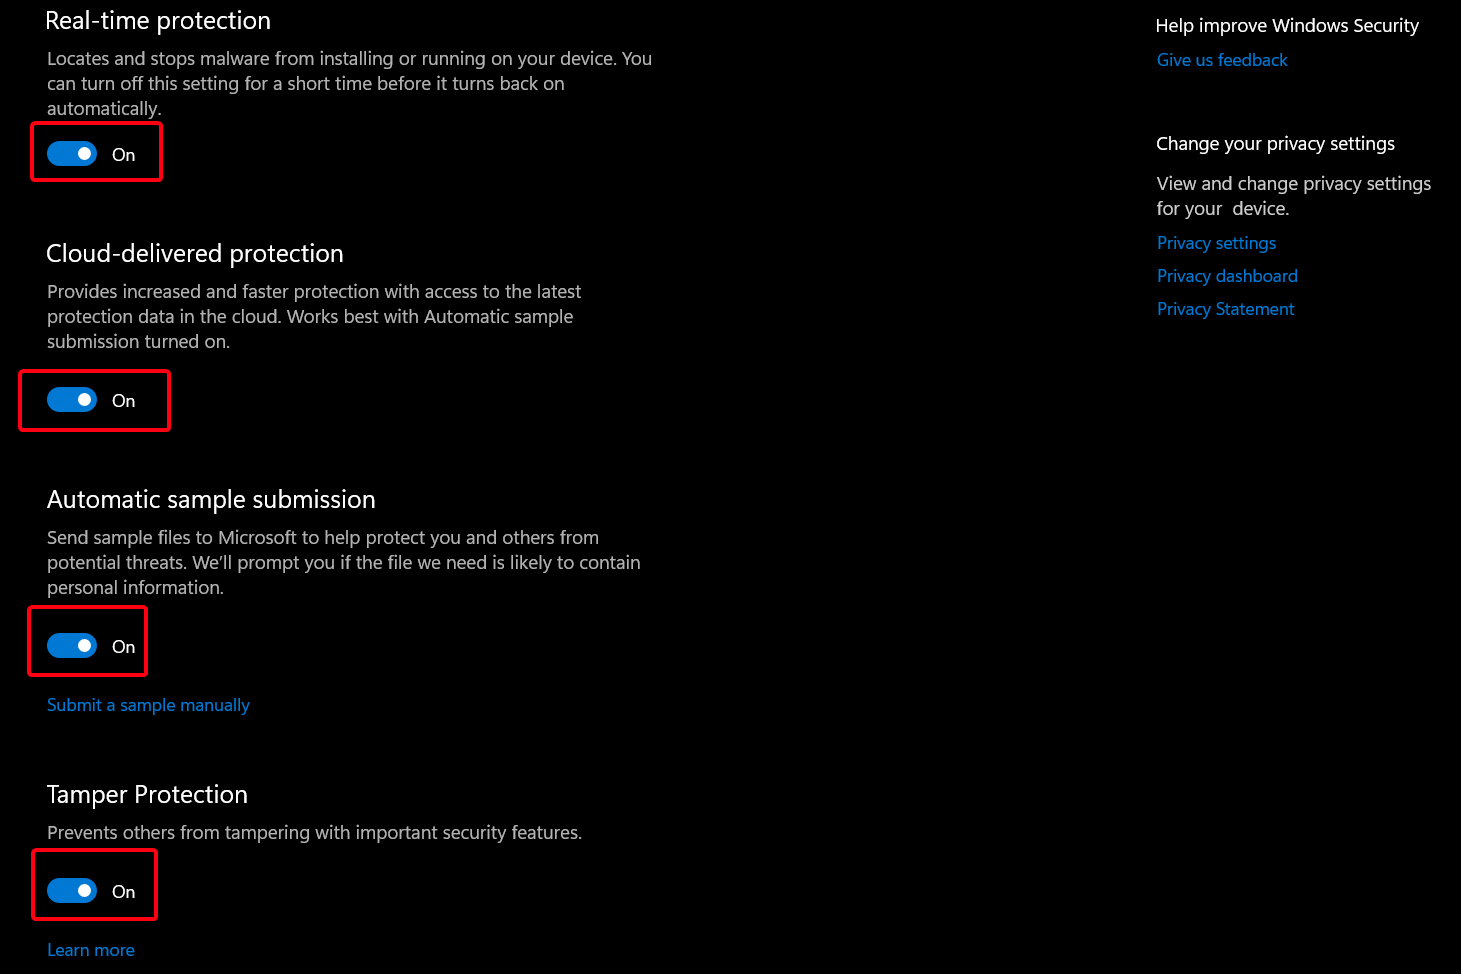 Real-time protection
Locates and stops malware from installing or running on your device. You
can turn off this setting for a short time before it turns back on
automatically.
On
Cloud-delivered protection
Provides increased and faster protection with access to the latest
protection data in the cloud. Works best with Automatic sample
submission turned on.
On
Automatic sample submission
Send sample files to Microsoft to help protect you and others from
potential threats. We'll prompt you if the file we need is likely to contain
personal information.
On
Submit a sample manually
Tamper Protection
Prevents others from tampering with important security features.
On
Learn more
Help improve Windows Security
Give us feedback
Change your privacy settings
View and change privacy settings
for your  device.
Privacy settings
Privacy dashboard
Privacy Statement